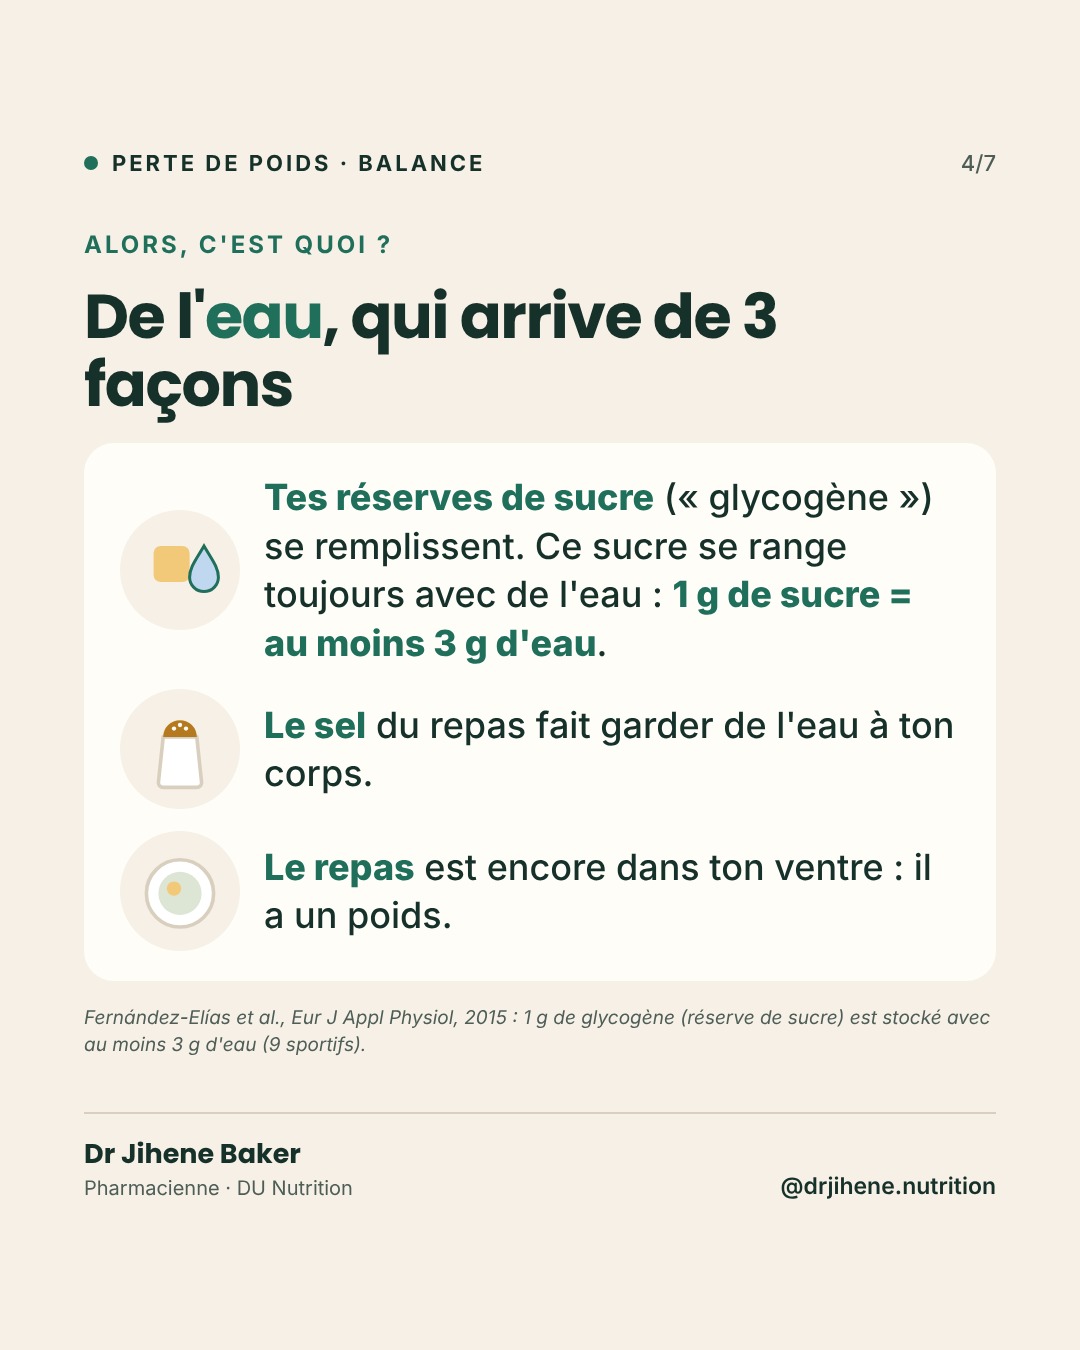 PERTE DE POIDS · BALANCE
4/7
ALORS, C'EST QUOI ?
De l'eau, qui arrive de 3
façons
Tes réserves de sucre (« glycogène »)
se remplissent. Ce sucre se range
toujours avec de l'eau : 1 g de sucre =
au moins 3 g d'eau.
Le sel du repas fait garder de l'eau à ton
corps.
Le repas est encore dans ton ventre : il
a un poids.
Fernández-Elías et al., Eur J Appl Physiol, 2015 : 1 g de glycogène (réserve de sucre) est stocké avec
au moins 3 g d'eau (9 sportifs).
Dr Jihene Baker
Pharmacienne · DU Nutrition
@drjihene.nutrition